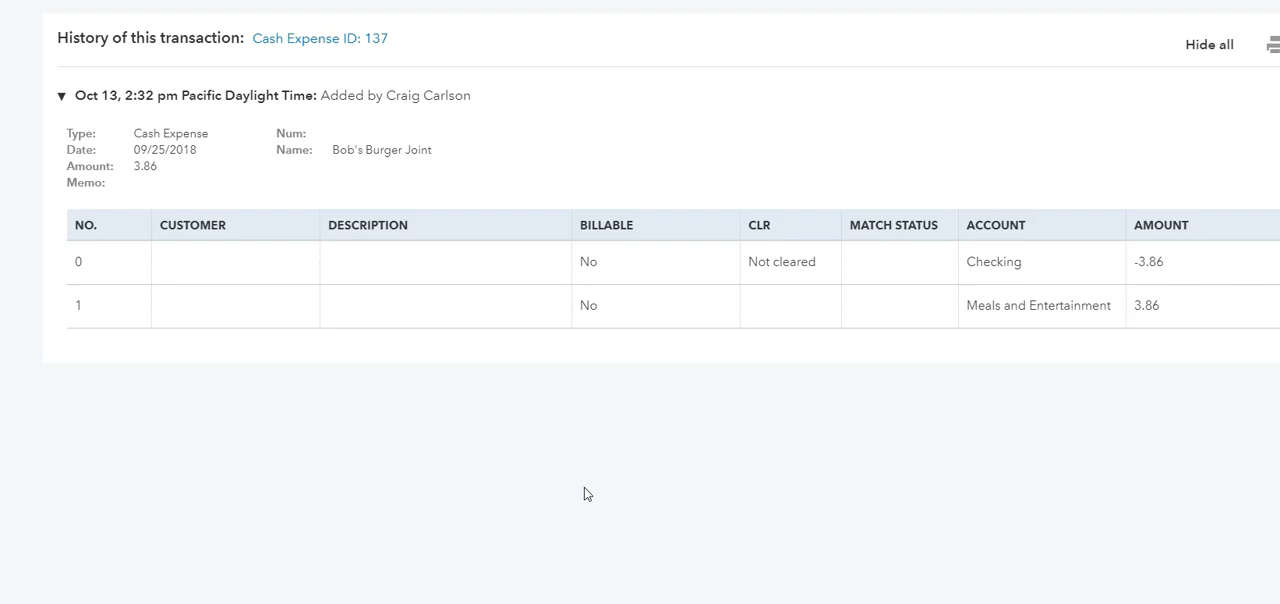 History of this transaction: Cash Expense ID: 137
Hide all
▼ Oct 13, 2:32 pm Pacific Daylight Time: Added by Craig Carlson
Type: Cash Expense Num:
Date: 09/25/2018 Name: Bob's Burger Joint
Amount: 3.86
Memo:
NO. CUSTOMER DESCRIPTION BILLABLE CLR MATCH STATUS ACCOUNT AMOUNT
0 No Not cleared Checking -3.86
1 No Meals and Entertainment 3.86